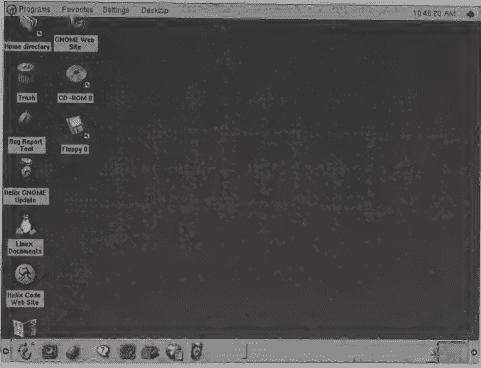 Programs Favorites Settings Desktop 10:46:20 AM
Home directory
GNOME Web
Site
Trash
CD-ROM 0
Bug Report
Tool
Floppy 0
Helix GNOME
Update
Linux
Documents
Helix Code
Web Site